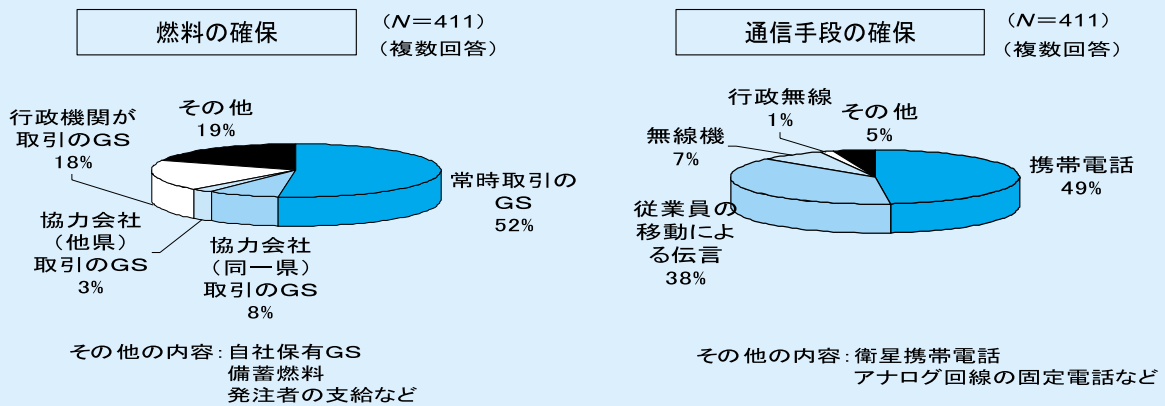 燃料の確保
(N=411)
(複数回答)
その他
19%
行政機関が
取引のGS
18%
常時取引の
GS
52%
協力会社
(他県)
取引のGS
3%
協力会社
(同一県)
取引のGS
8%
その他の内容:自社保有GS
備蓄燃料
発注者の支給など
通信手段の確保
(N=411)
(複数回答)
行政無線
1%
その他
5%
無線機
7%
携帯電話
49%
従業員の
移動によ
る伝言
38%
その他の内容:衛星携帯電話
アナログ回線の固定電話など